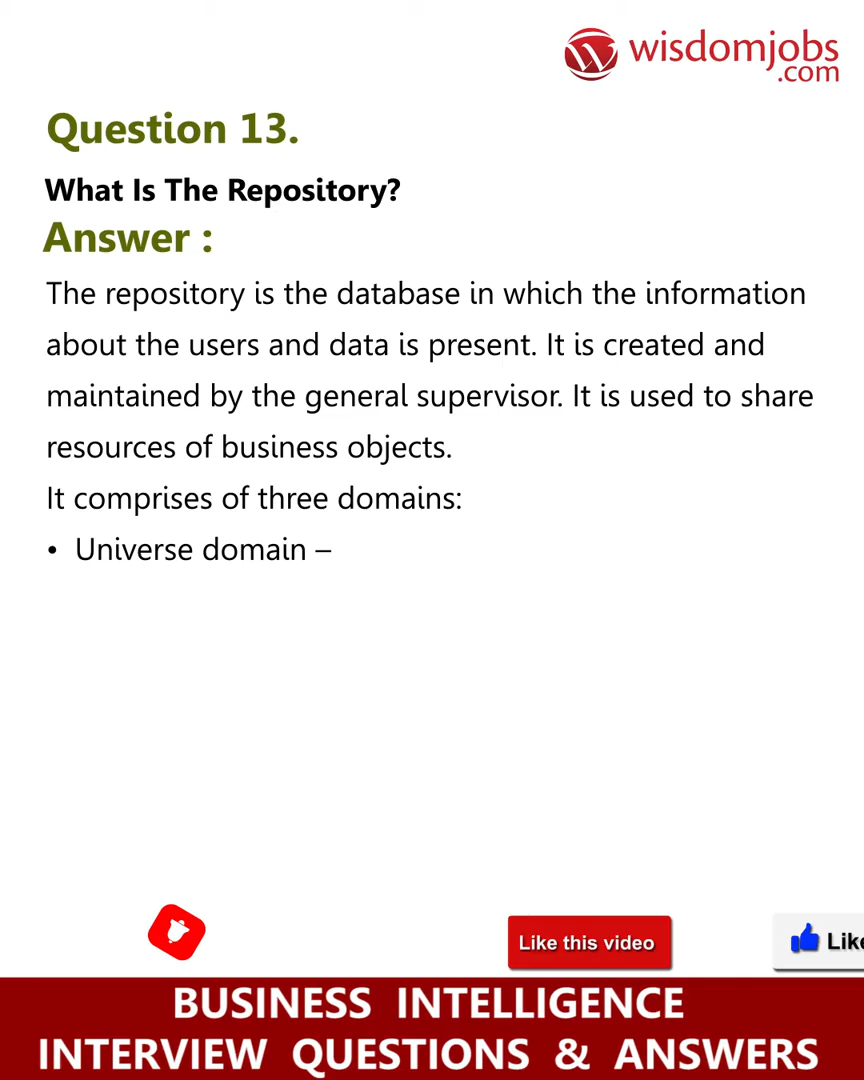 wisdomjobs
.com
Question 13.
What Is The Repository?
Answer :
The repository is the database in which the information
about the users and data is present. It is created and
maintained by the general supervisor. It is used to share
resources of business objects.
It comprises of three domains:
• Universe domain –
Like this video
Like
BUSINESS INTELLIGENCE
INTERVIEW QUESTIONS & ANSWERS